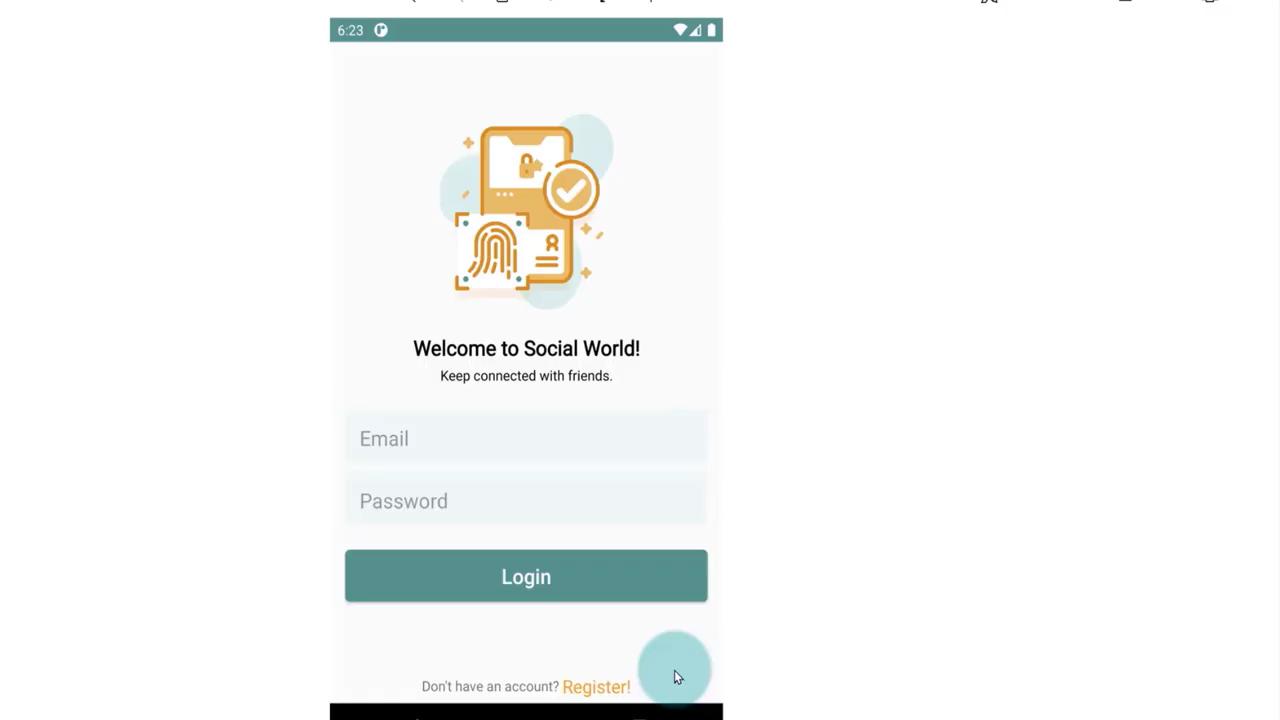 6:23
Welcome to Social World!
Keep connected with friends.
Email
Password
Login
Don't have an account? Register!